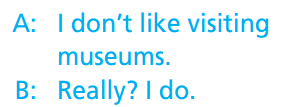 A: I don’t like visiting
museums.
B: Really? I do.